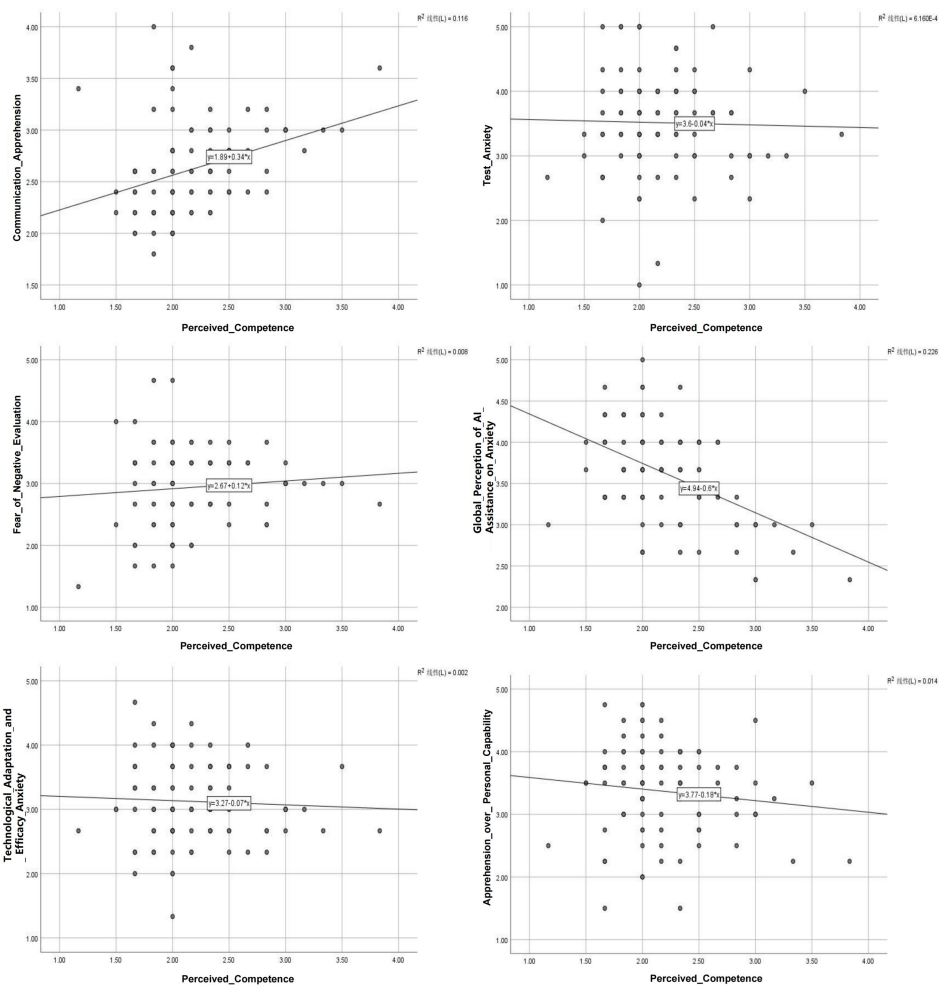 R² 线性(L) = 0.116
4.00
3.50
3.00
2.50
2.00
1.50
Communication_Apprehension
y=1.89+0.34*x
1.00 1.50 2.00 2.50 3.00 3.50 4.00
Perceived_Competence
R² 线性(L) = 6.160E-4
5.00
4.00
3.00
2.00
1.00
Test_Anxiety
y=3.6-0.04*x
1.00 1.50 2.00 2.50 3.00 3.50 4.00
Perceived_Competence
R² 线性(L) = 0.008
5.00
4.00
3.00
2.00
1.00
Fear_of_Negative_Evaluation
y=2.67+0.12*x
1.00 1.50 2.00 2.50 3.00 3.50 4.00
Perceived_Competence
R² 线性(L) = 0.226
5.00
4.50
4.00
3.50
3.00
2.50
2.00
Global_Perception_of_AI_
Assistance_on_Anxiety
y=4.94-0.6*x
1.00 1.50 2.00 2.50 3.00 3.50 4.00
Perceived_Competence
R² 线性(L) = 0.002
5.00
4.00
3.00
2.00
1.00
Technological_Adaptation_and
_Efficacy_Anxiety
y=3.27-0.07*x
1.00 1.50 2.00 2.50 3.00 3.50 4.00
Perceived_Competence
R² 线性(L) = 0.014
5.00
4.00
3.00
2.00
1.00
Apprehension_over_ Personal_Capability
y=3.77-0.18*x
1.00 1.50 2.00 2.50 3.00 3.50 4.00
Perceived_Competence